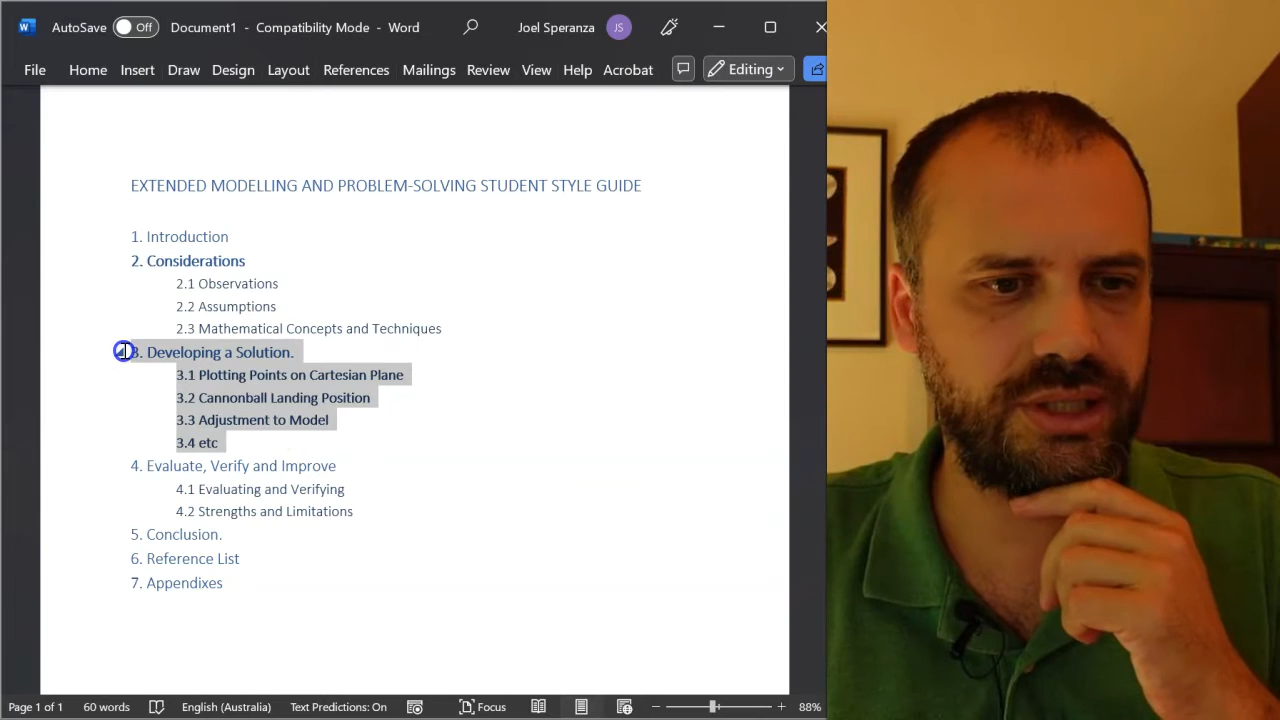 AutoSave Off Document1 - Compatibility Mode - Word Joel Speranza JS
File Home Insert Draw Design Layout References Mailings Review View Help Acrobat Editing
EXTENDED MODELLING AND PROBLEM-SOLVING STUDENT STYLE GUIDE
1. Introduction
2. Considerations
2.1 Observations
2.2 Assumptions
2.3 Mathematical Concepts and Techniques
3. Developing a Solution.
3.1 Plotting Points on Cartesian Plane
3.2 Cannonball Landing Position
3.3 Adjustment to Model
3.4 etc
4. Evaluate, Verify and Improve
4.1 Evaluating and Verifying
4.2 Strengths and Limitations
5. Conclusion.
6. Reference List
7. Appendixes
Page 1 of 1 60 words English (Australia) Text Predictions: On Focus 88%